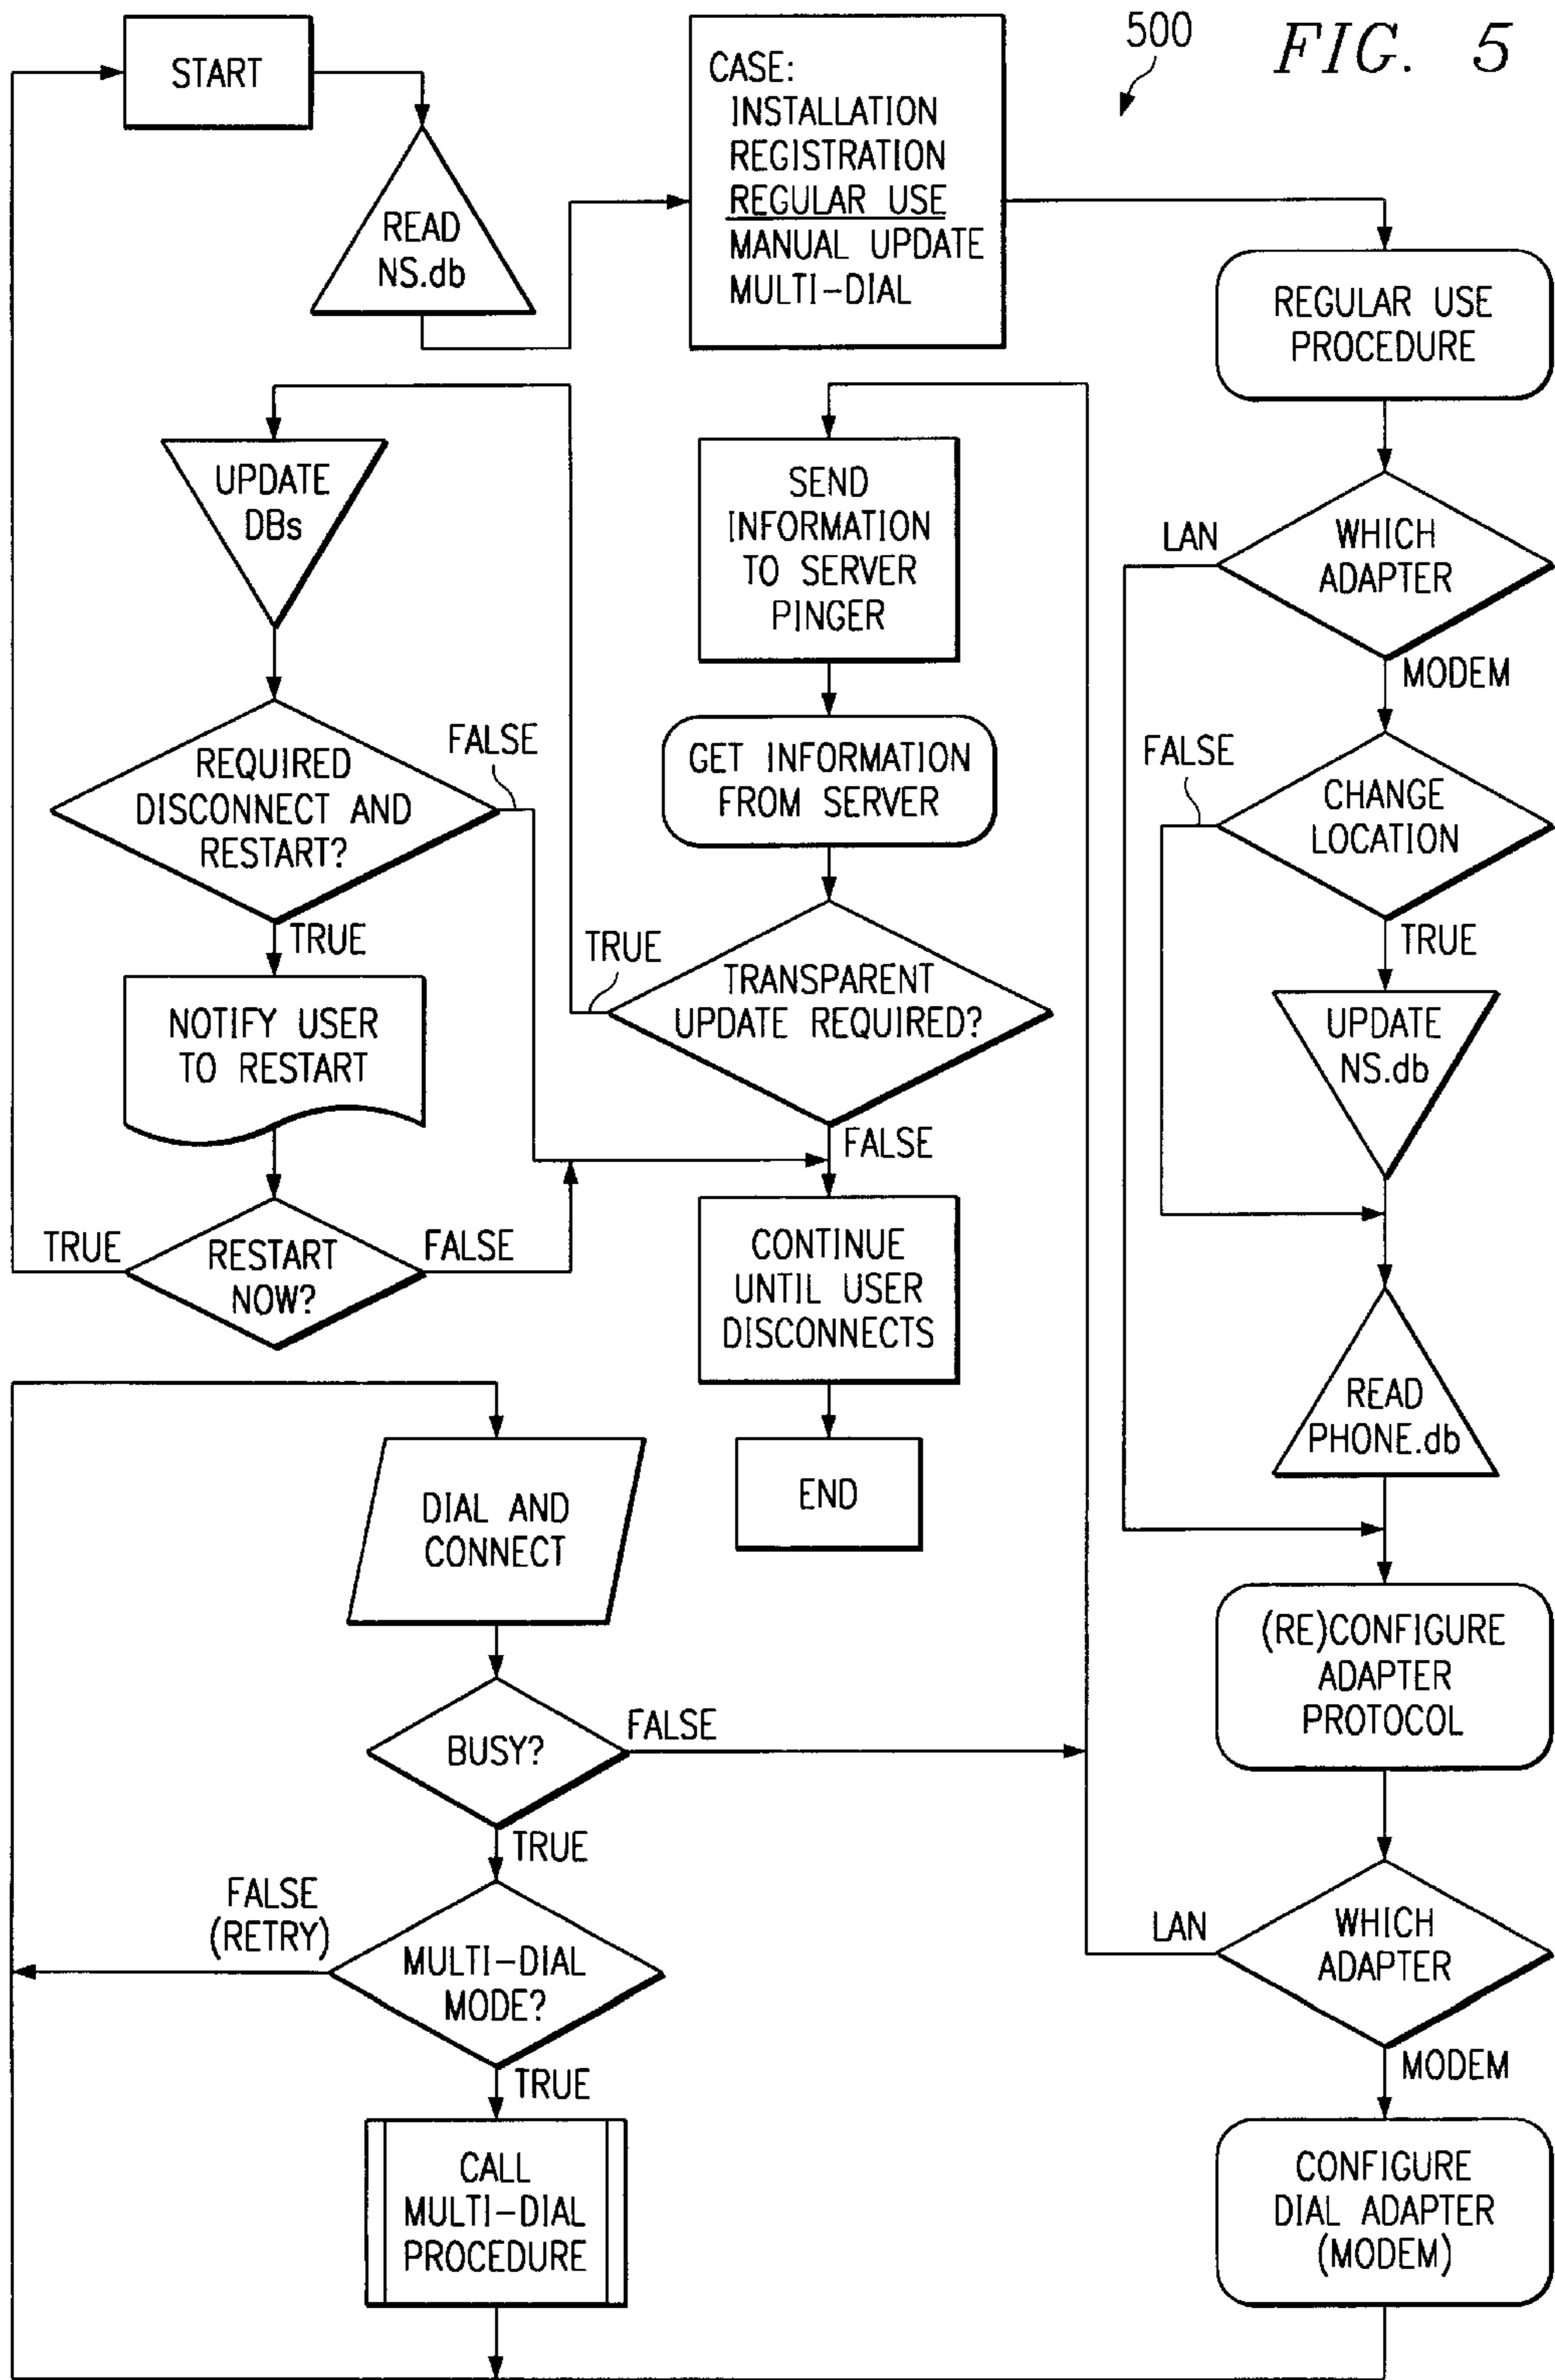 500
FIG. 5
START
READ
NS.db
CASE:
INSTALLATION
REGISTRATION
REGULAR USE
MANUAL UPDATE
MULTI-DIAL
REGULAR USE
PROCEDURE
WHICH
ADAPTER
LAN
MODEM
CHANGE
LOCATION
FALSE
TRUE
UPDATE
NS.db
READ
PHONE.db
(RE)CONFIGURE
ADAPTER
PROTOCOL
WHICH
ADAPTER
LAN
MODEM
CONFIGURE
DIAL ADAPTER
(MODEM)
DIAL AND
CONNECT
BUSY?
FALSE
TRUE
MULTI-DIAL
MODE?
FALSE
(RETRY)
TRUE
CALL
MULTI-DIAL
PROCEDURE
SEND
INFORMATION
TO SERVER
PINGER
GET INFORMATION
FROM SERVER
TRANSPARENT
UPDATE REQUIRED?
TRUE
FALSE
UPDATE
DBs
REQUIRED
DISCONNECT AND
RESTART?
FALSE
TRUE
NOTIFY USER
TO RESTART
RESTART
NOW?
TRUE
FALSE
CONTINUE
UNTIL USER
DISCONNECTS
END